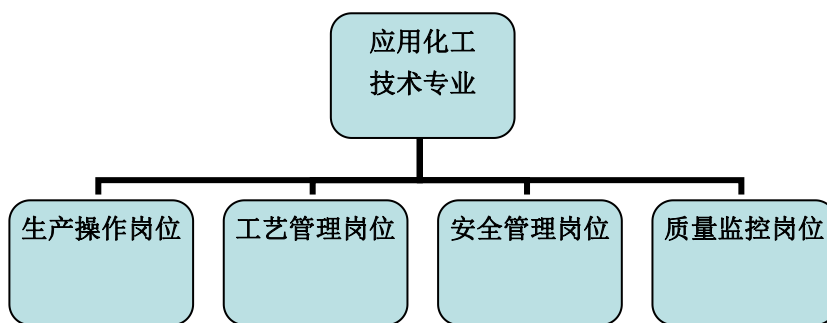 应用化工
技术专业
生产操作岗位
工艺管理岗位
安全管理岗位
质量监控岗位